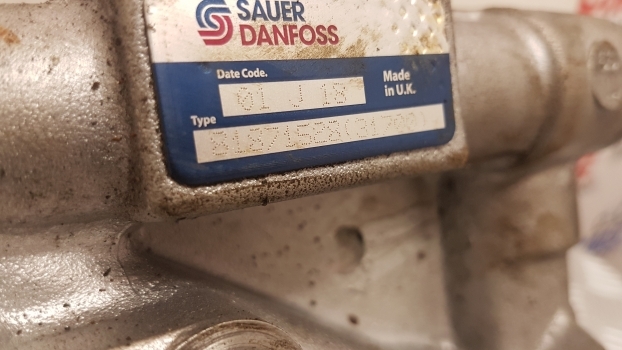 SAUER
DANFOSS
Date Code.
01 J 18
Made
in U.K.
Type